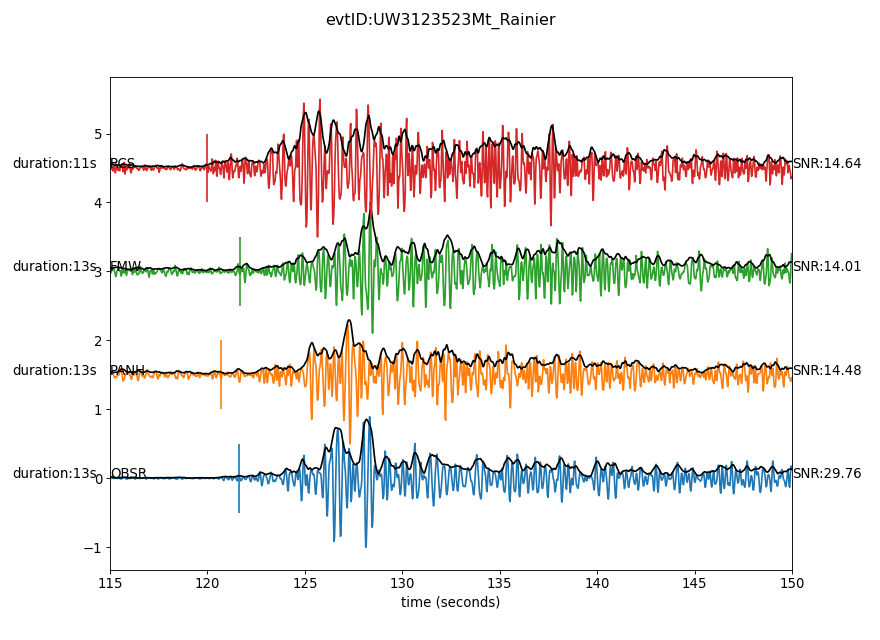 evtID:UW3123523Mt_Rainier
5
duration:11s RCS SNR:14.64
4
duration:13s FMW SNR:14.01
3
2
duration:13s PANH SNR:14.48
1
duration:13s OBSR SNR:29.76
0
−1
115 120 125 130 135 140 145 150
time (seconds)